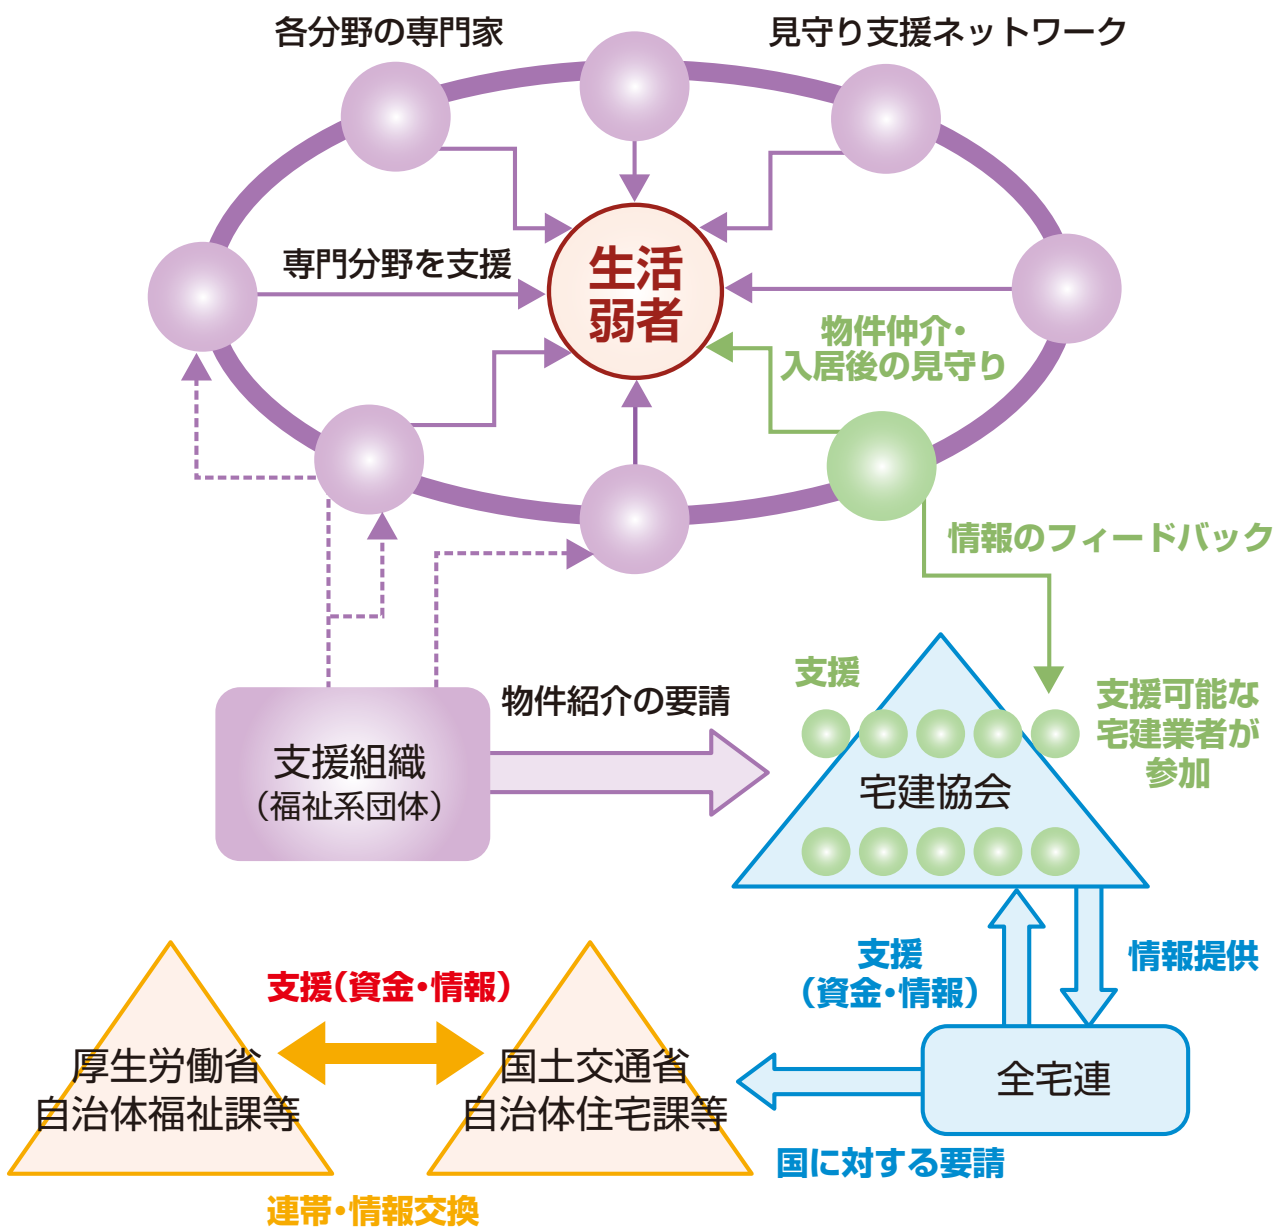 各分野の専門家
見守り支援ネットワーク
専門分野を支援
生活
弱者
物件仲介・
入居後の見守り
情報のフィードバック
支援
支援可能な
宅建業者が
参加
物件紹介の要請
支援組織
（福祉系団体）
宅建協会
支援
（資金・情報）
情報提供
支援（資金・情報）
厚生労働省
自治体福祉課等
国土交通省
自治体住宅課等
全宅連
国に対する要請
連帯・情報交換